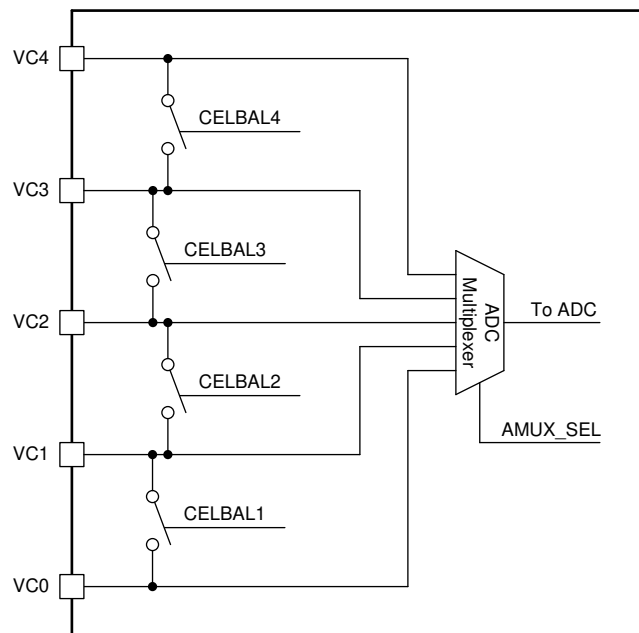 VC4
CELBAL4
VC3
CELBAL3
VC2
ADC
Multiplexer
To ADC
CELBAL2
AMUX_SEL
VC1
CELBAL1
VC0